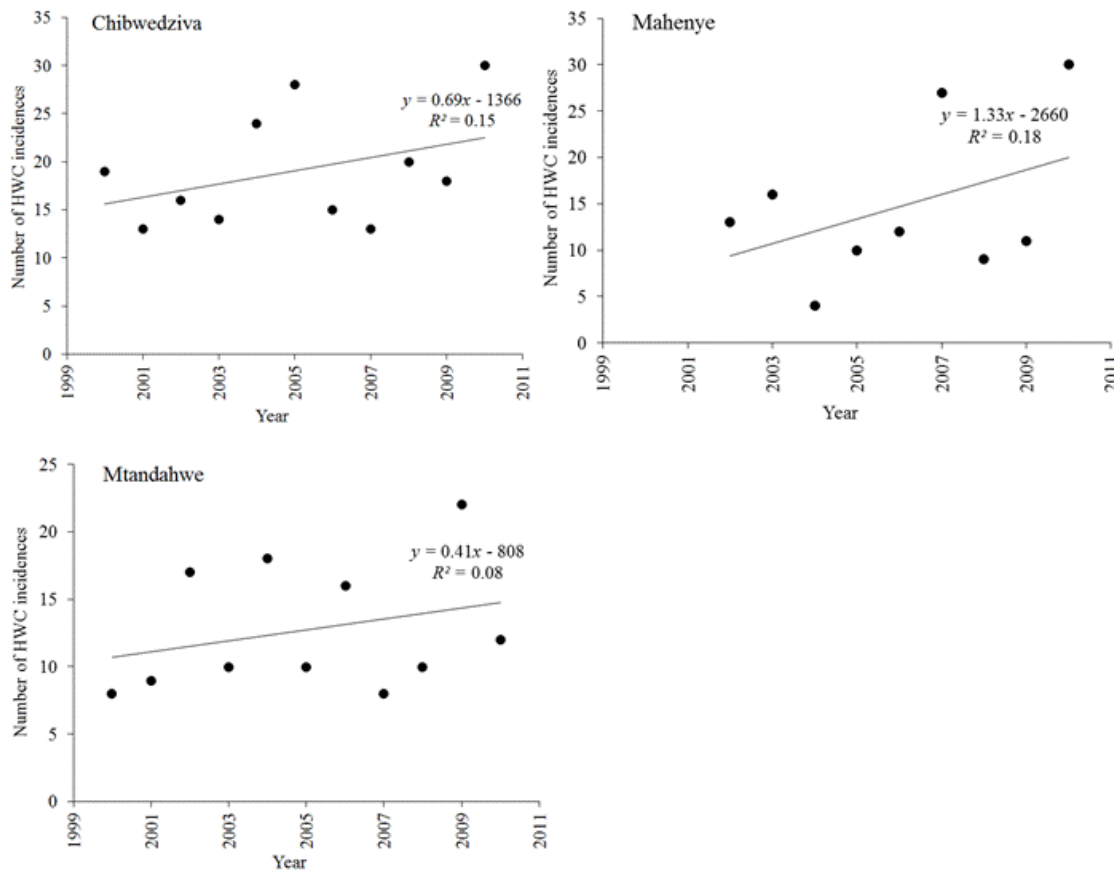 Chibwedziva
Number of HWC incidences
35
30
25
20
15
10
5
0
y = 0.69x - 1366
R² = 0.15
1999
2001
2003
2005
2007
2009
2011
Year
Mahenye
Number of HWC incidences
35
30
25
20
15
10
5
0
y = 1.33x - 2660
R² = 0.18
1999
2001
2003
2005
2007
2009
2011
Year
Mtandahwe
Number of HWC incidences
25
20
15
10
5
0
y = 0.41x - 808
R² = 0.08
1999
2001
2003
2005
2007
2009
2011
Year